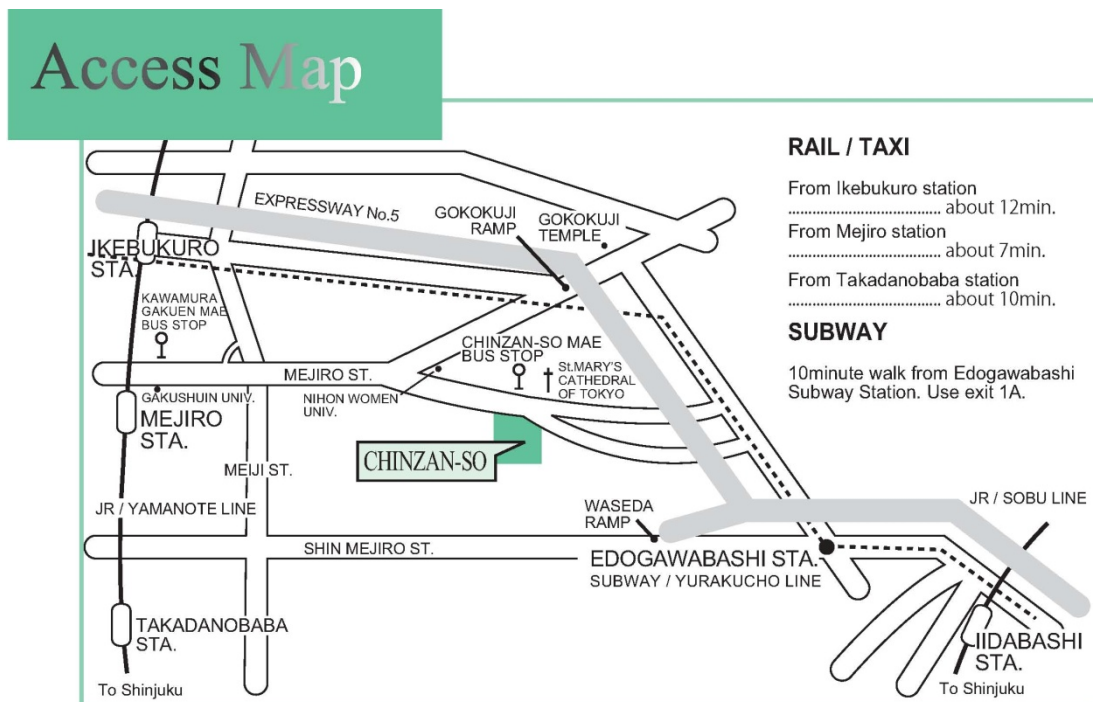 Access Map
EXPRESSWAY No.5
GOKOKUJI
RAMP
GOKOKUJI
TEMPLE
IKEBUKURO
STA.
KAWAMURA
GAKUEN MAE
BUS STOP
CHINZAN-SO MAE
BUS STOP
St.MARY'S
CATHEDRAL
OF TOKYO
MEJIRO ST.
GAKUSHUIN UNIV.
NIHON WOMEN
UNIV.
MEJIRO
STA.
CHINZAN-SO
MEIJI ST.
JR / YAMANOTE LINE
WASEDA
RAMP
JR / SOBU LINE
SHIN MEJIRO ST.
EDOGAWABASHI STA.
SUBWAY / YURAKUCHO LINE
TAKADANOBABA
STA.
IIDABASHI
STA.
To Shinjuku
To Shinjuku
RAIL / TAXI
From Ikebukuro station
...................................... about 12min.
From Mejiro station
...................................... about 7min.
From Takadanobaba station
...................................... about 10min.
SUBWAY
10minute walk from Edogawabashi
Subway Station. Use exit 1A.